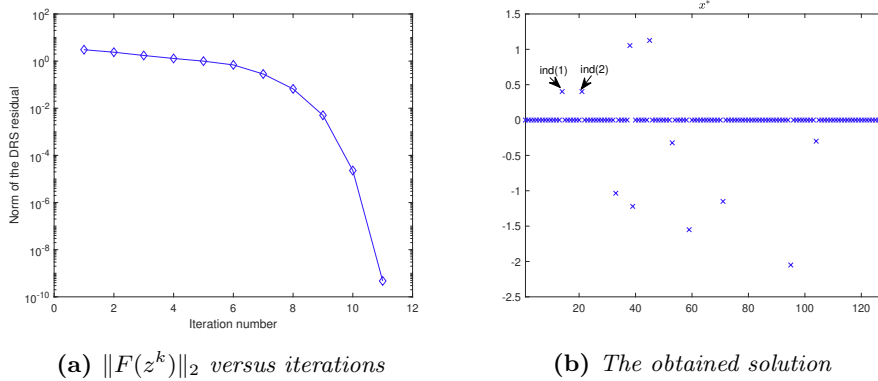 10^2
10^0
10^-2
10^-4
10^-6
10^-8
10^-10
Norm of the DRS residual
0 2 4 6 8 10 12
Iteration number
(a) ‖F(z^k)‖_2 versus iterations
x*
1.5
1
0.5
0
-0.5
-1
-1.5
-2
-2.5
ind(1)
ind(2)
20 40 60 80 100 120
(b) The obtained solution